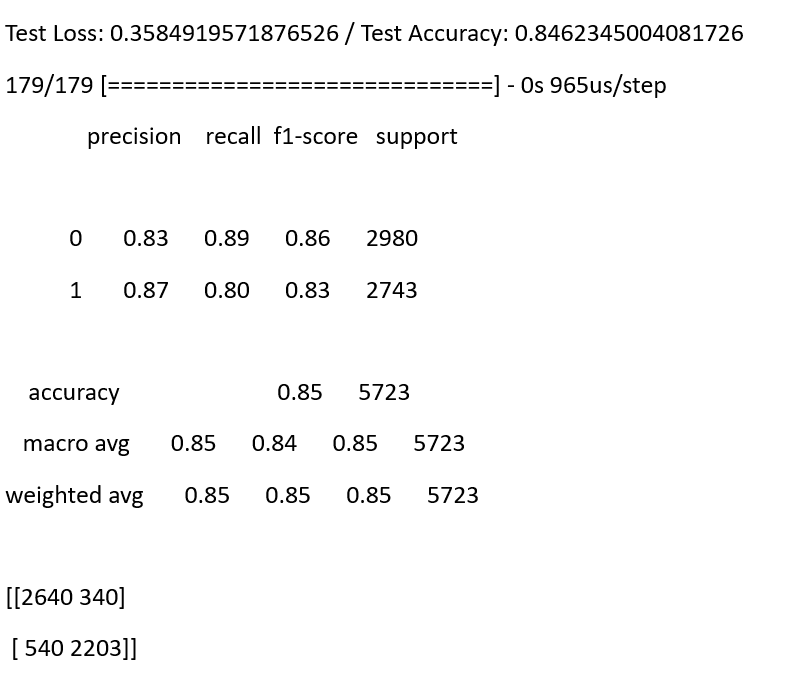 Test Loss: 0.3584919571876526 / Test Accuracy: 0.8462345004081726
179/179 [==============================] - 0s 965us/step
precision recall f1-score support
0 0.83 0.89 0.86 2980
1 0.87 0.80 0.83 2743
accuracy 0.85 5723
macro avg 0.85 0.84 0.85 5723
weighted avg 0.85 0.85 0.85 5723
[[2640 340]
[ 540 2203]]